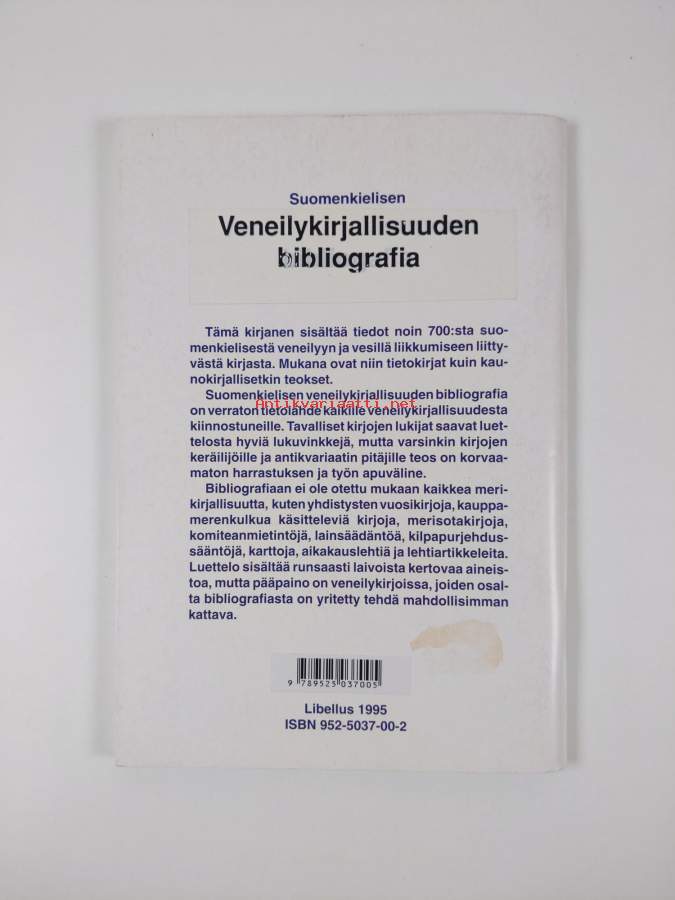 Suomenkielisen
Veneilykirjallisuuden
bibliografia
Tämä kirjanen sisältää tiedot noin 700:sta suo-
menkielisestä veneilyyn ja vesillä liikkumiseen liitty-
västä kirjasta. Mukana ovat niin tietokirjat kuin kau-
nokirjallisetkin teokset.
Suomenkielisen veneilykirjallisuuden bibliografia
Antikvariaatti.net
on verraton tietolähde kaikille veneilykirjallisuudesta
kiinnostuneille. Tavalliset kirjojen lukijat saavat luet-
telosta hyviä lukuvinkkejä, mutta varsinkin kirjojen
keräilijöille ja antikvariaatin pitäjille teos on korvaa-
maton harrastuksen ja työn apuväline.
Bibliografiaan ei ole otettu mukaan kaikkea meri-
kirjallisuutta, kuten yhdistysten vuosikirjoja, kauppa-
merenkulkua käsitteleviä kirjoja, merisotakirjoja,
komiteanmietintöjä, lainsäädäntöä, kilpapurjehdus-
sääntöjä, karttoja, aikakauslehtiä ja lehtiartikkeleita.
Luettelo sisältää runsaasti laivoista kertovaa aineis-
toa, mutta pääpaino on veneilykirjoissa, joiden osal-
ta bibliografiasta on yritetty tehdä mahdollisimman
kattava.
9 789525 037005
Libellus 1995
ISBN 952-5037-00-2